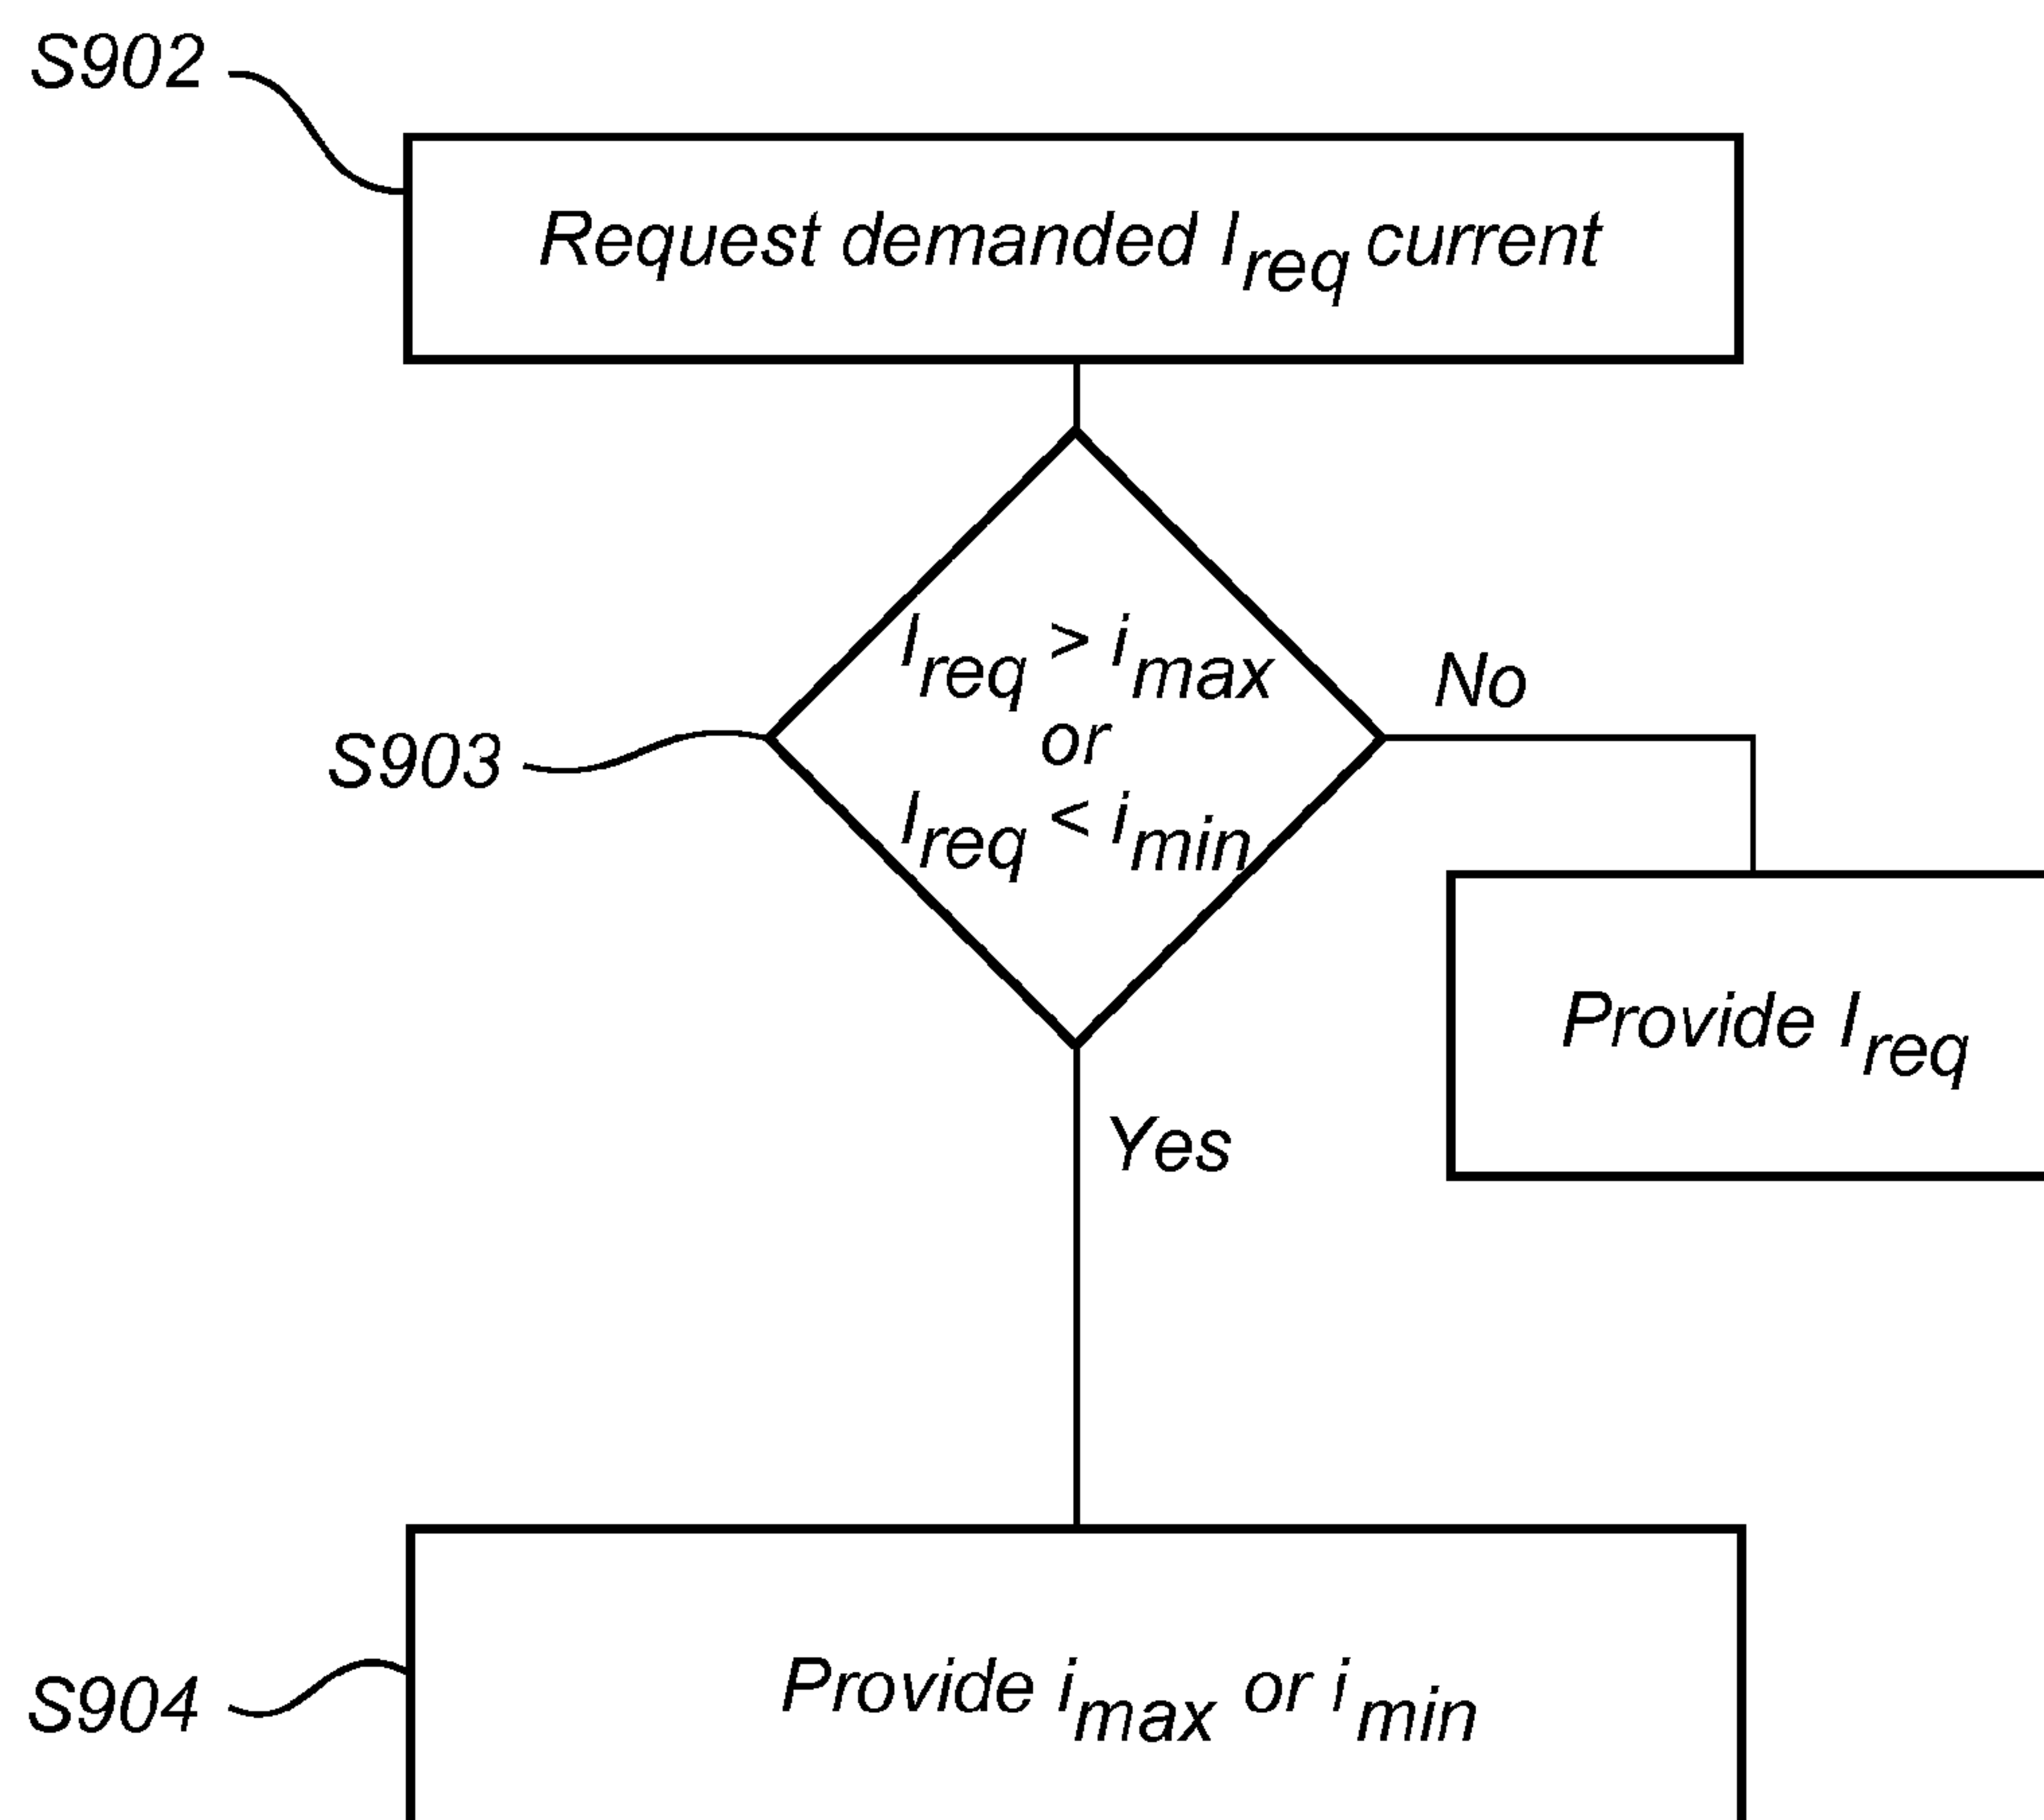 S902
Request demanded I_req current
I_req > i_max
or
I_req < i_min
No
S903
Provide I_req
Yes
Provide i_max or i_min
S904